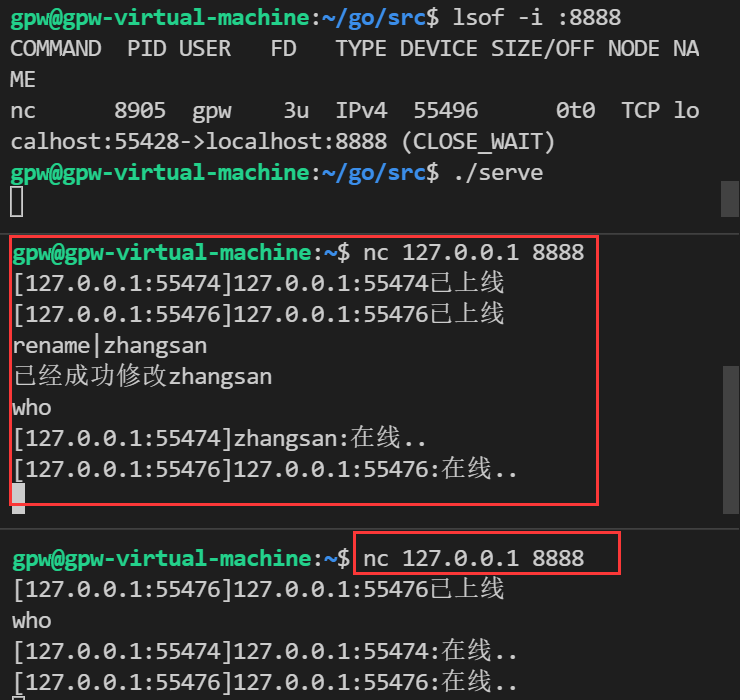 gpw@gpw-virtual-machine:~/go/src$ lsof -i :8888
COMMAND  PID USER   FD   TYPE DEVICE SIZE/OFF NODE NA
ME
nc      8905  gpw    3u  IPv4  55496      0t0  TCP lo
calhost:55428->localhost:8888 (CLOSE_WAIT)
gpw@gpw-virtual-machine:~/go/src$ ./serve
gpw@gpw-virtual-machine:~$ nc 127.0.0.1 8888
[127.0.0.1:55474]127.0.0.1:55474已上线
[127.0.0.1:55476]127.0.0.1:55476已上线
rename|zhangsan
已经成功修改zhangsan
who
[127.0.0.1:55474]zhangsan:在线..
[127.0.0.1:55476]127.0.0.1:55476:在线..
gpw@gpw-virtual-machine:~$ nc 127.0.0.1 8888
[127.0.0.1:55476]127.0.0.1:55476已上线
who
[127.0.0.1:55474]127.0.0.1:55474:在线..
[127.0.0.1:55476]127.0.0.1:55476:在线..